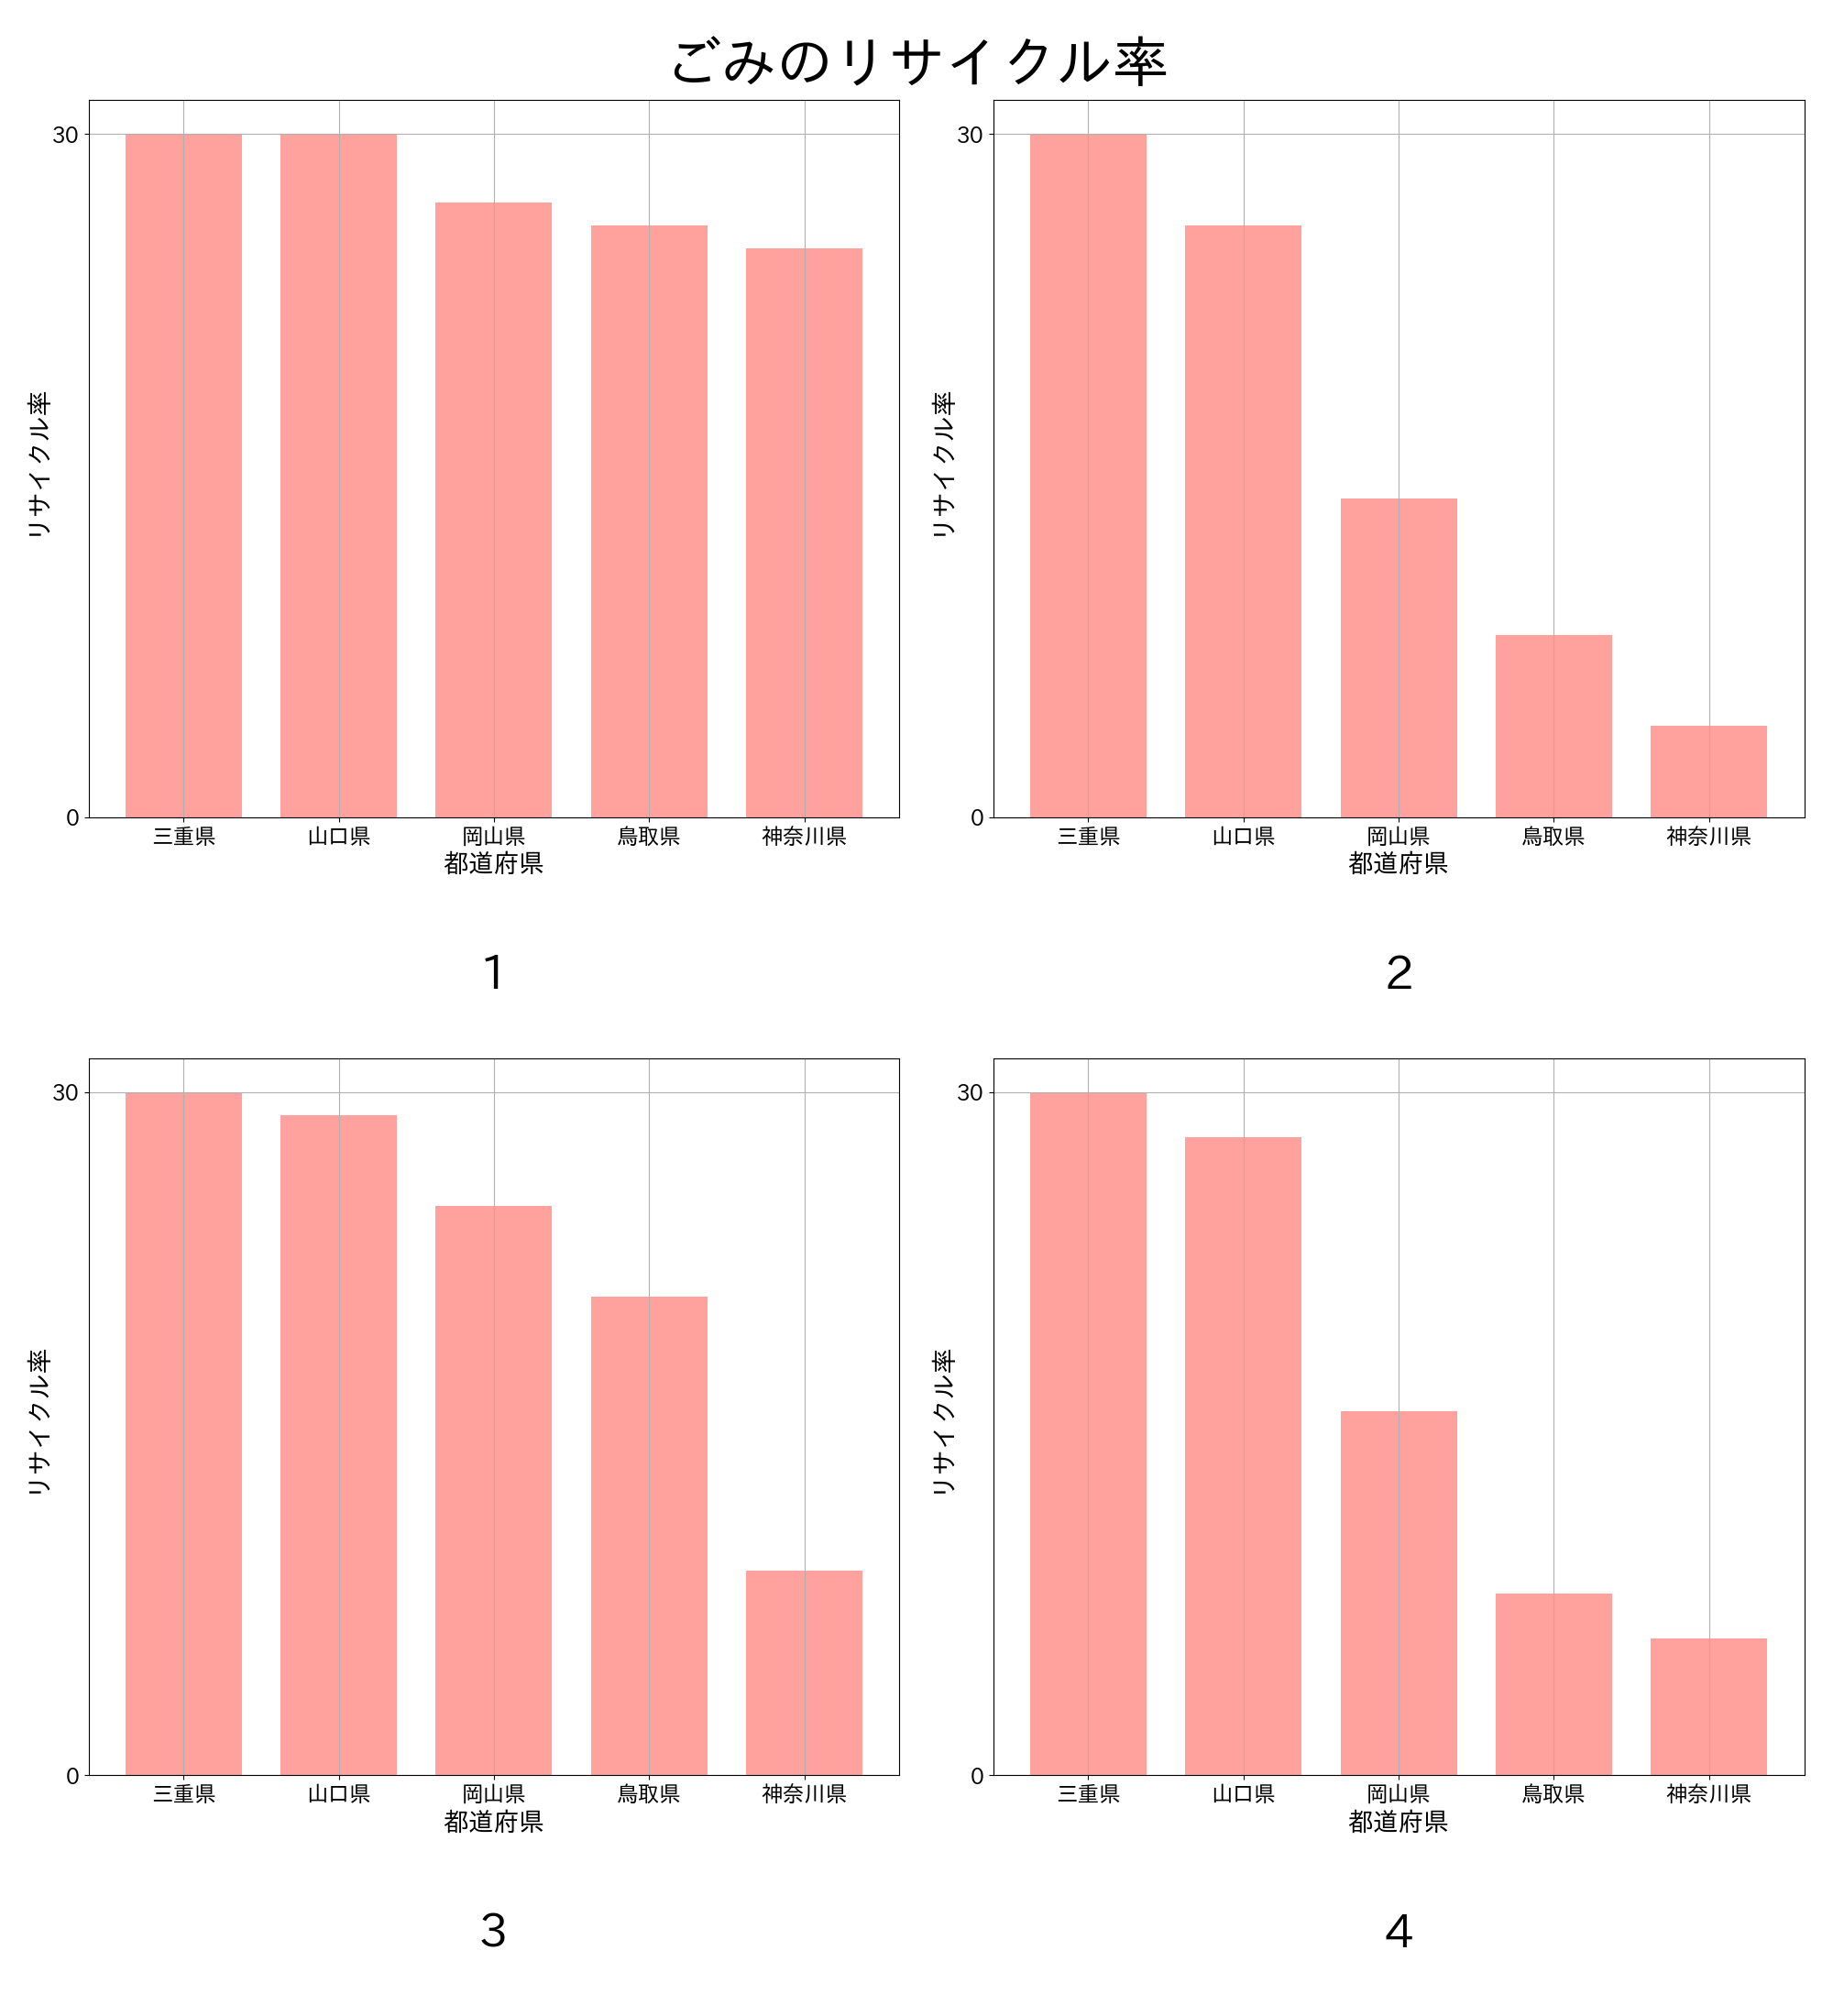 ごみのリサイクル率
30
0
リサイクル率
三重県 山口県 岡山県 鳥取県 神奈川県
都道府県
1
30
0
リサイクル率
三重県 山口県 岡山県 鳥取県 神奈川県
都道府県
2
30
0
リサイクル率
三重県 山口県 岡山県 鳥取県 神奈川県
都道府県
3
30
0
リサイクル率
三重県 山口県 岡山県 鳥取県 神奈川県
都道府県
4